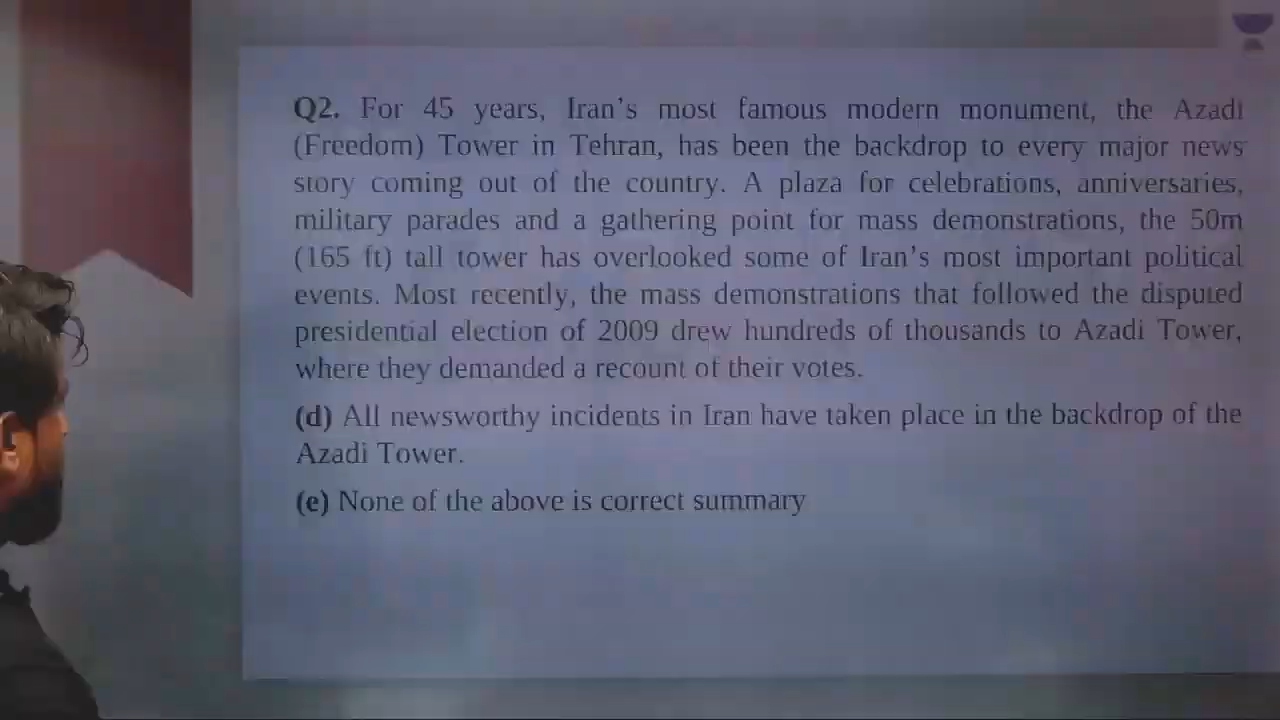 Q2. For 45 years, Iran's most famous modern monument, the Azadi
(Freedom) Tower in Tehran, has been the backdrop to every major news
story coming out of the country. A plaza for celebrations, anniversaries,
military parades and a gathering point for mass demonstrations, the 50m
(165 ft) tall tower has overlooked some of Iran's most important political
events. Most recently, the mass demonstrations that followed the disputed
presidential election of 2009 drew hundreds of thousands to Azadi Tower,
where they demanded a recount of their votes.
(d) All newsworthy incidents in Iran have taken place in the backdrop of the
Azadi Tower.
(e) None of the above is correct summary